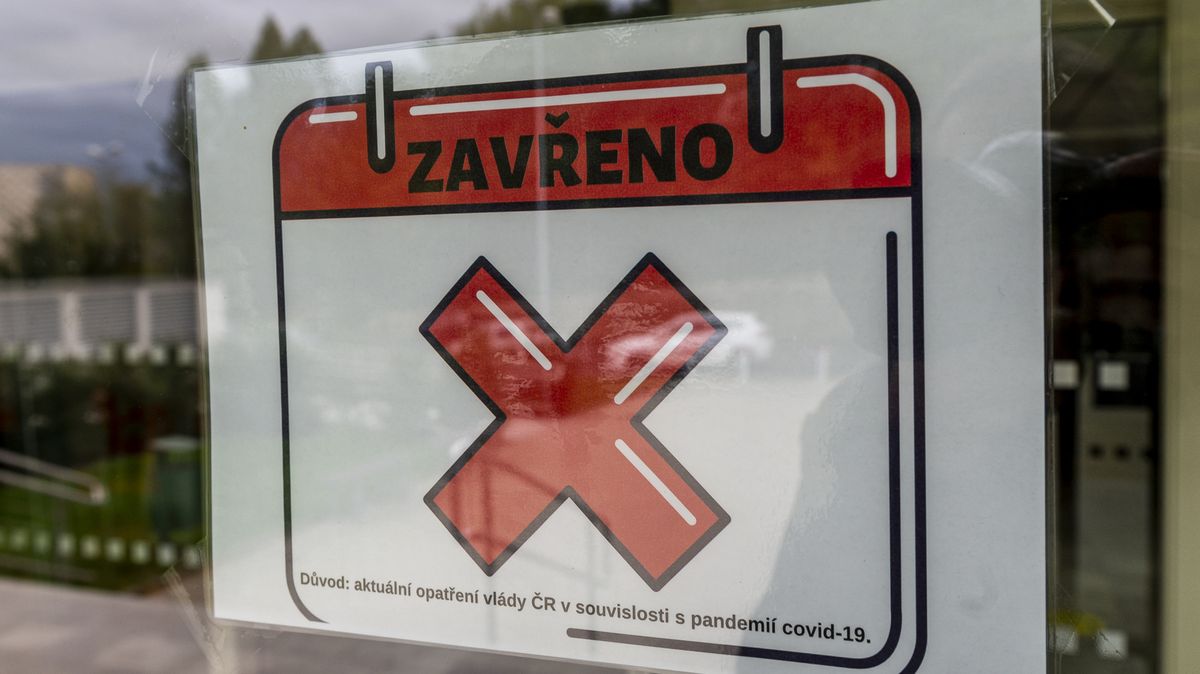 ZAVŘENO
Důvod: aktuální opatření vlády ČR v souvislosti s pandemií covid-19.